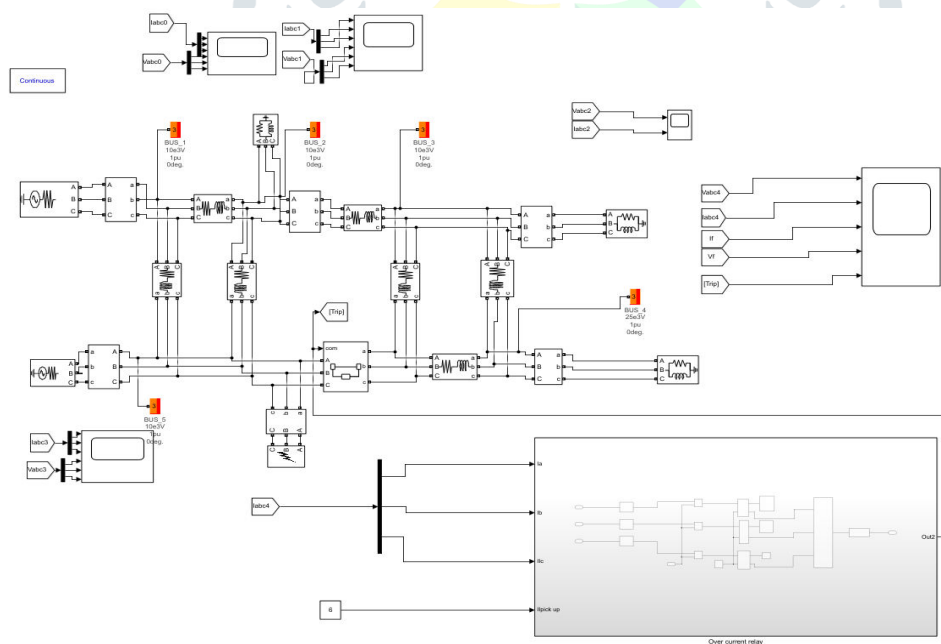 Iabc0
Vabc0
Iabc1
Vabc1
Continuous
Vabc2
Iabc2
BUS_1
10e3V
1pu
0deg.
BUS_2
10e3V
1pu
0deg.
BUS_3
10e3V
1pu
0deg.
A
B
C
A
B
C
a
b
c
A
B
C
a
b
c
A
B
C
A
B
C
a
b
c
A
B
C
a
b
c
A
B
C
a
b
c
A
B
C
Vabc4
Iabc4
If
Vf
[Trip]
A
B
C
a
b
c
A
B
C
a
b
c
A
B
C
a
b
c
A
B
C
a
b
c
BUS_4
25e3V
1pu
0deg.
[Trip]
a
b
C
A
B
C
a
b
c
com
A
B
C
a
b
c
A
B
C
a
b
c
A
B
C
a
b
c
A
B
C
BUS_5
10e3V
1pu
0deg.
c
b
a
C
B
A
C
B
A
Iabc3
Vabc3
Iabc4
Ia
Ib
IIc
6
IIpick up
Out2
Over current relay